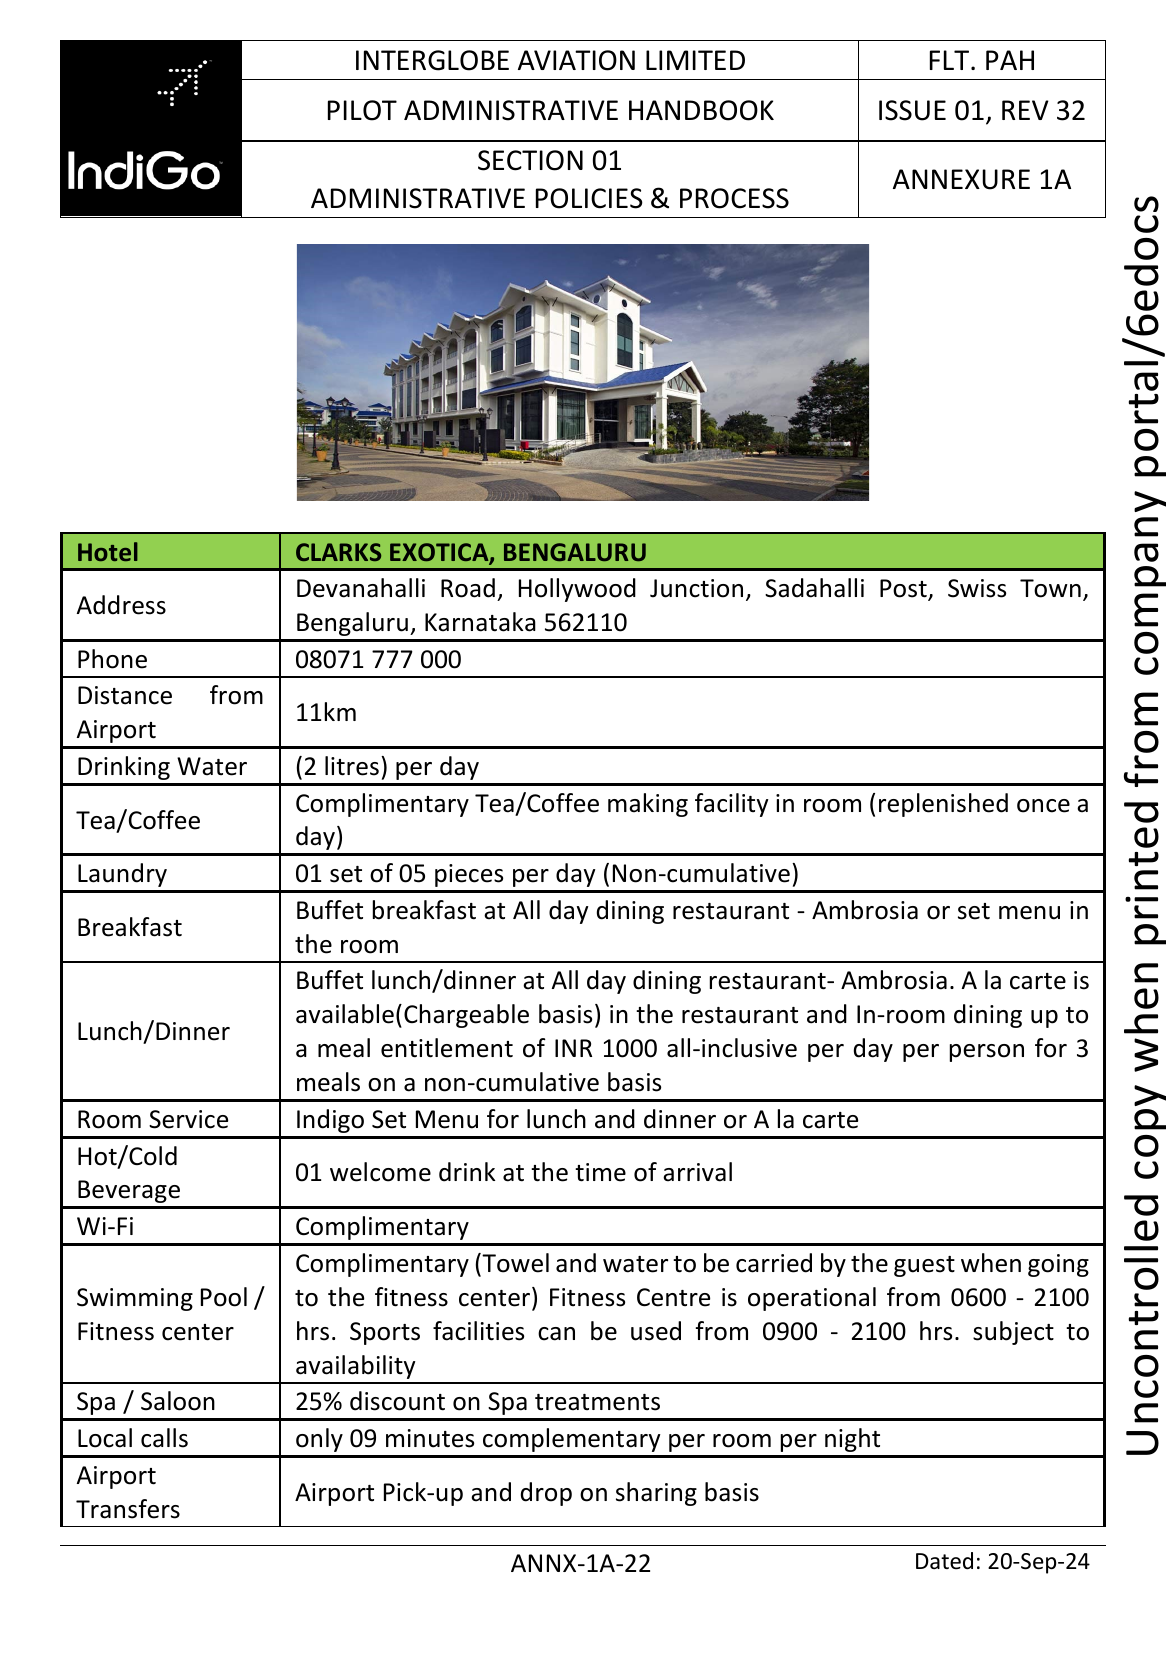 IndiGo
INTERGLOBE AVIATION LIMITED
FLT. PAH
PILOT ADMINISTRATIVE HANDBOOK
ISSUE 01, REV 32
SECTION 01
ADMINISTRATIVE POLICIES & PROCESS
ANNEXURE 1A
Hotel
CLARKS EXOTICA, BENGALURU
Address
Devanahalli Road, Hollywood Junction, Sadahalli Post, Swiss Town,
Bengaluru, Karnataka 562110
Phone
08071 777 000
Distance from
Airport
11km
Drinking Water
(2 litres) per day
Tea/Coffee
Complimentary Tea/Coffee making facility in room (replenished once a
day)
Laundry
01 set of 05 pieces per day (Non-cumulative)
Breakfast
Buffet breakfast at All day dining restaurant - Ambrosia or set menu in
the room
Lunch/Dinner
Buffet lunch/dinner at All day dining restaurant- Ambrosia. A la carte is
available(Chargeable basis) in the restaurant and In-room dining up to
a meal entitlement of INR 1000 all-inclusive per day per person for 3
meals on a non-cumulative basis
Room Service
Indigo Set Menu for lunch and dinner or A la carte
Hot/Cold
Beverage
01 welcome drink at the time of arrival
Wi-Fi
Complimentary
Swimming Pool /
Fitness center
Complimentary (Towel and water to be carried by the guest when going
to the fitness center) Fitness Centre is operational from 0600 - 2100
hrs. Sports facilities can be used from 0900 - 2100 hrs. subject to
availability
Spa / Saloon
25% discount on Spa treatments
Local calls
only 09 minutes complementary per room per night
Airport
Transfers
Airport Pick-up and drop on sharing basis
ANNX-1A-22
Dated: 20-Sep-24
Uncontrolled copy when printed from company portal/6edocs